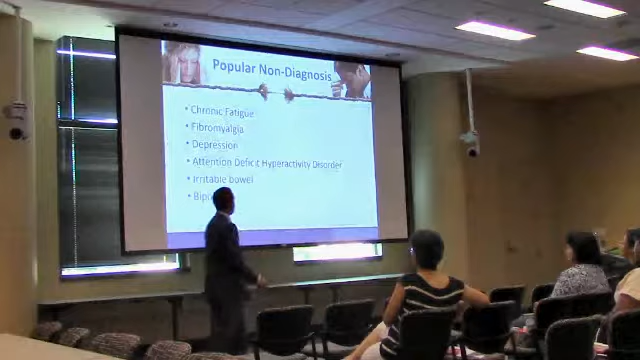 Popular Non-Diagnosis
• Chronic Fatigue
• Fibromyalgia
• Depression
• Attention Deficit Hyperactivity Disorder
• Irritable bowel